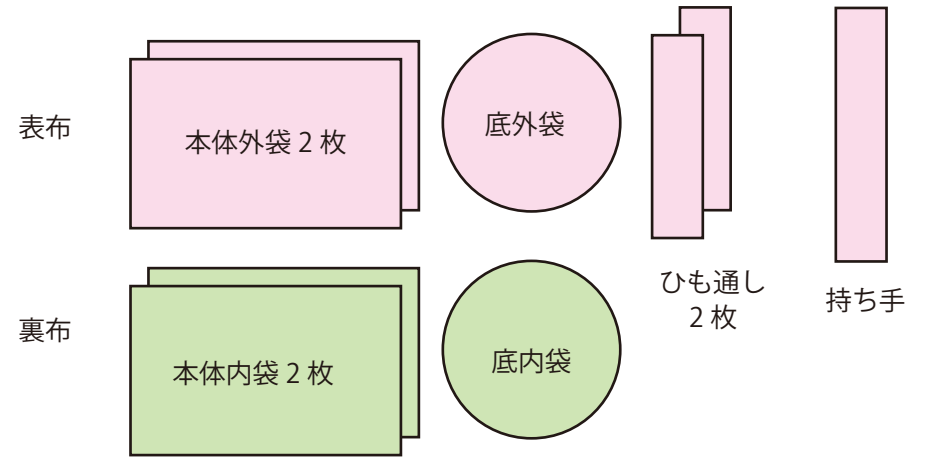 表布
本体外袋 2 枚
底外袋
ひも通し
2 枚
持ち手
裏布
本体内袋 2 枚
底内袋